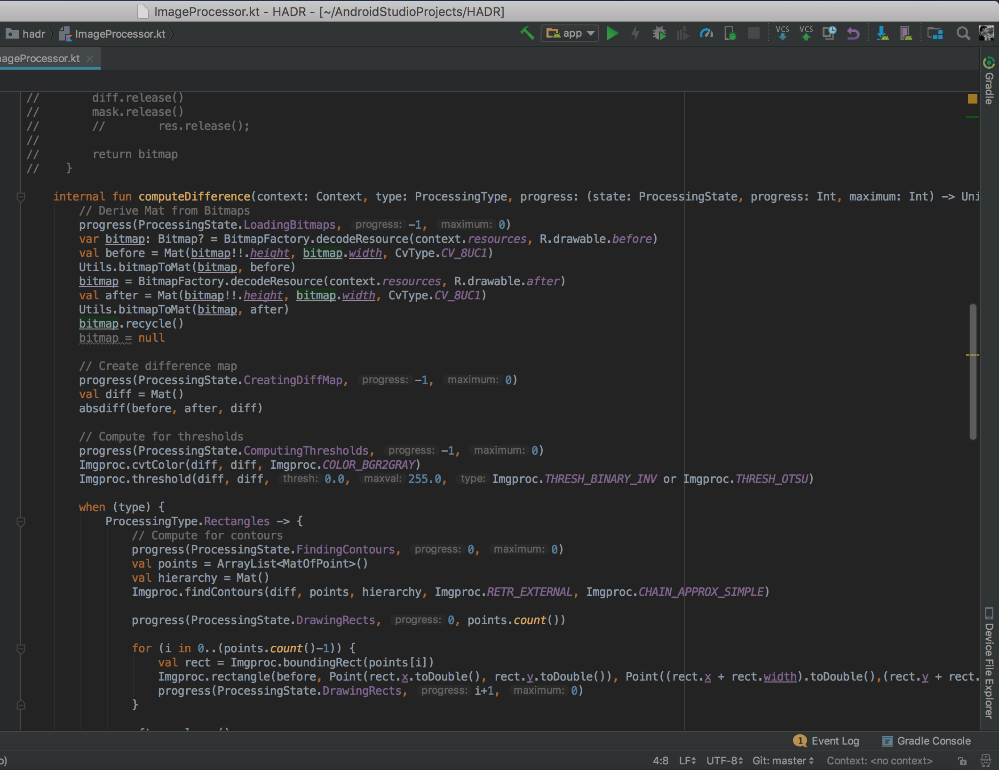 ImageProcessor.kt - HADR - [~/AndroidStudioProjects/HADR]
hadr ImageProcessor.kt app VCS VCS
ageProcessor.kt
Gradle
// diff.release()
// mask.release()
// // res.release();
//
// return bitmap
// }
internal fun computeDifference(context: Context, type: ProcessingType, progress: (state: ProcessingState, progress: Int, maximum: Int) -> Uni
// Derive Mat from Bitmaps
progress(ProcessingState.LoadingBitmaps, progress: -1, maximum: 0)
var bitmap: Bitmap? = BitmapFactory.decodeResource(context.resources, R.drawable.before)
val before = Mat(bitmap!!.height, bitmap.width, CvType.CV_8UC1)
Utils.bitmapToMat(bitmap, before)
bitmap = BitmapFactory.decodeResource(context.resources, R.drawable.after)
val after = Mat(bitmap!!.height, bitmap.width, CvType.CV_8UC1)
Utils.bitmapToMat(bitmap, after)
bitmap.recycle()
bitmap = null
// Create difference map
progress(ProcessingState.CreatingDiffMap, progress: -1, maximum: 0)
val diff = Mat()
absdiff(before, after, diff)
// Compute for thresholds
progress(ProcessingState.ComputingThresholds, progress: -1, maximum: 0)
Imgproc.cvtColor(diff, diff, Imgproc.COLOR_BGR2GRAY)
Imgproc.threshold(diff, diff, thresh: 0.0, maxval: 255.0, type: Imgproc.THRESH_BINARY_INV or Imgproc.THRESH_OTSU)
when (type) {
ProcessingType.Rectangles -> {
// Compute for contours
progress(ProcessingState.FindingContours, progress: 0, maximum: 0)
val points = ArrayList<MatOfPoint>()
val hierarchy = Mat()
Imgproc.findContours(diff, points, hierarchy, Imgproc.RETR_EXTERNAL, Imgproc.CHAIN_APPROX_SIMPLE)
progress(ProcessingState.DrawingRects, progress: 0, points.count())
for (i in 0..(points.count()-1)) {
val rect = Imgproc.boundingRect(points[i])
Imgproc.rectangle(before, Point(rect.x.toDouble(), rect.y.toDouble()), Point((rect.x + rect.width).toDouble(),(rect.y + rect.
progress(ProcessingState.DrawingRects, progress: i+1, maximum: 0)
}
Device File Explorer
1 Event Log Gradle Console
o) 4:8 LF UTF-8 Git: master Context: <no context>